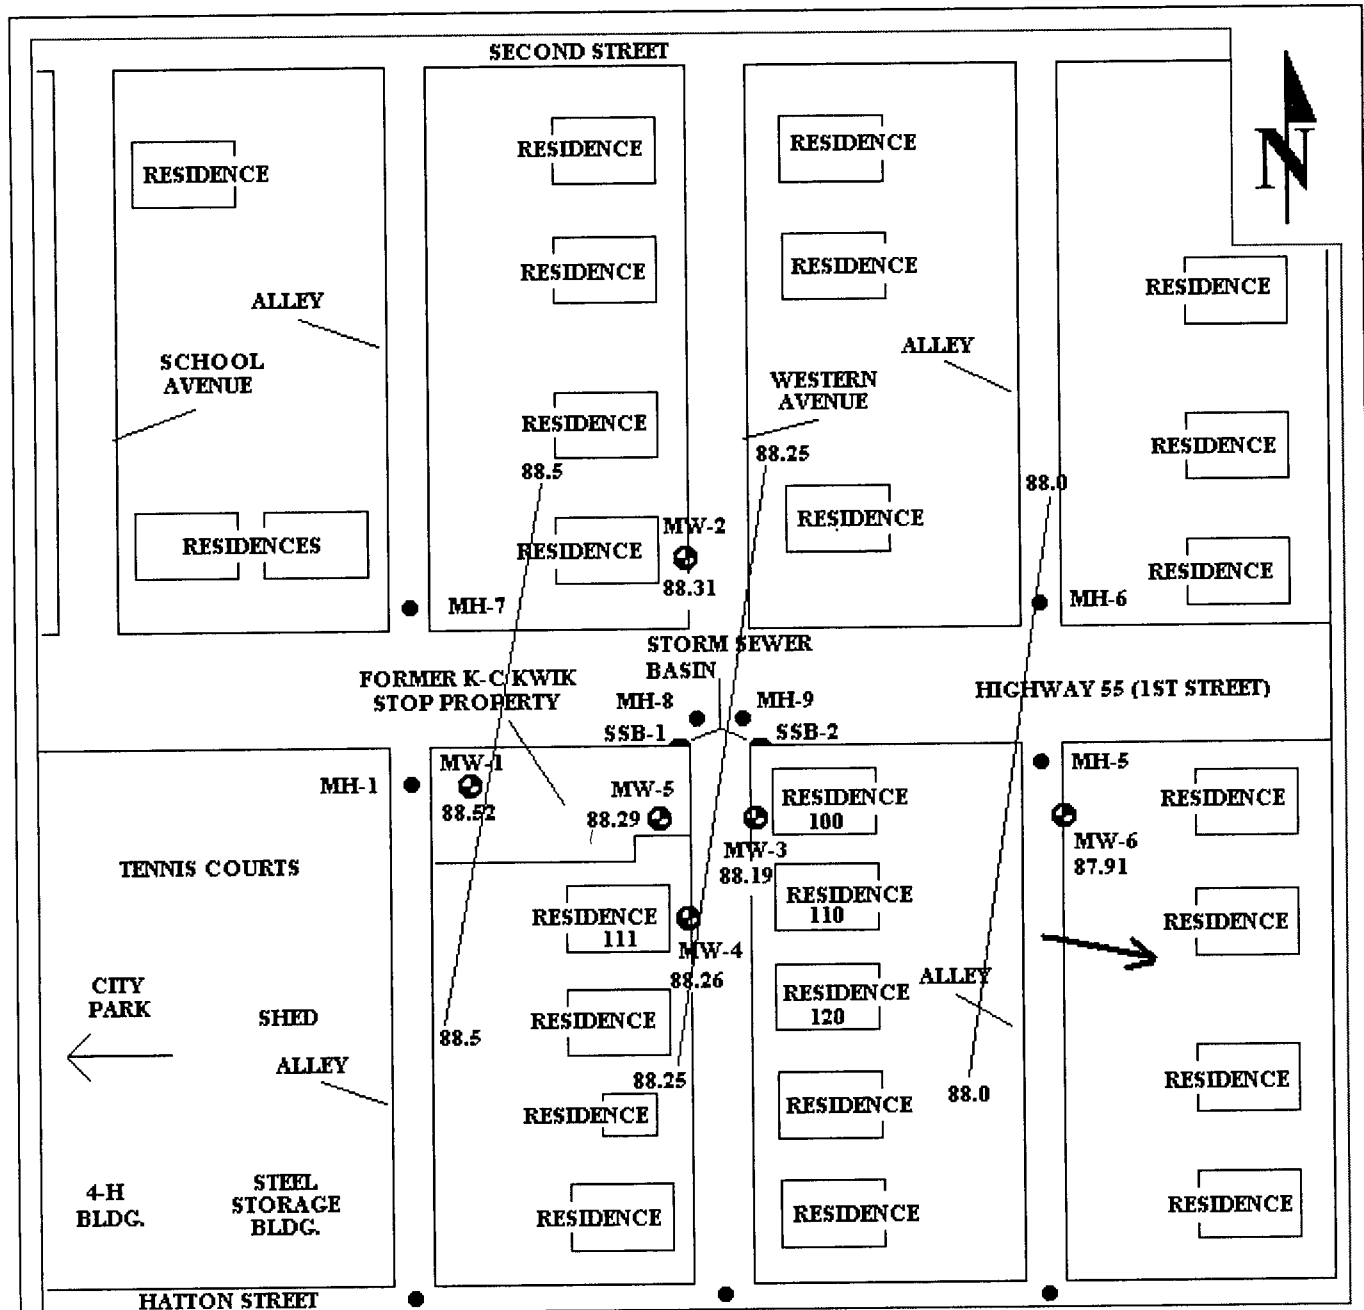 SECOND STREET
N
RESIDENCE
RESIDENCE
RESIDENCE
RESIDENCE
RESIDENCE
RESIDENCE
ALLEY
ALLEY
SCHOOL
AVENUE
WESTERN
AVENUE
RESIDENCE
RESIDENCE
88.5
88.25
88.0
MW-2
RESIDENCE
RESIDENCES
RESIDENCE
RESIDENCE
88.31
MH-7
MH-6
STORM SEWER
BASIN
FORMER K-C KWIK
STOP PROPERTY
HIGHWAY 55 (1ST STREET)
MH-8
MH-9
SSB-1
SSB-2
MW-1
MH-1
88.52
MW-5
88.29
MH-5
RESIDENCE
100
RESIDENCE
MW-3
88.19
MW-6
87.91
TENNIS COURTS
RESIDENCE
111
RESIDENCE
110
RESIDENCE
MW-4
88.26
ALLEY
CITY
PARK
SHED
RESIDENCE
RESIDENCE
120
88.5
ALLEY
88.25
88.0
RESIDENCE
RESIDENCE
RESIDENCE
4-H
BLDG.
STEEL
STORAGE
BLDG.
RESIDENCE
RESIDENCE
RESIDENCE
HATTON STREET